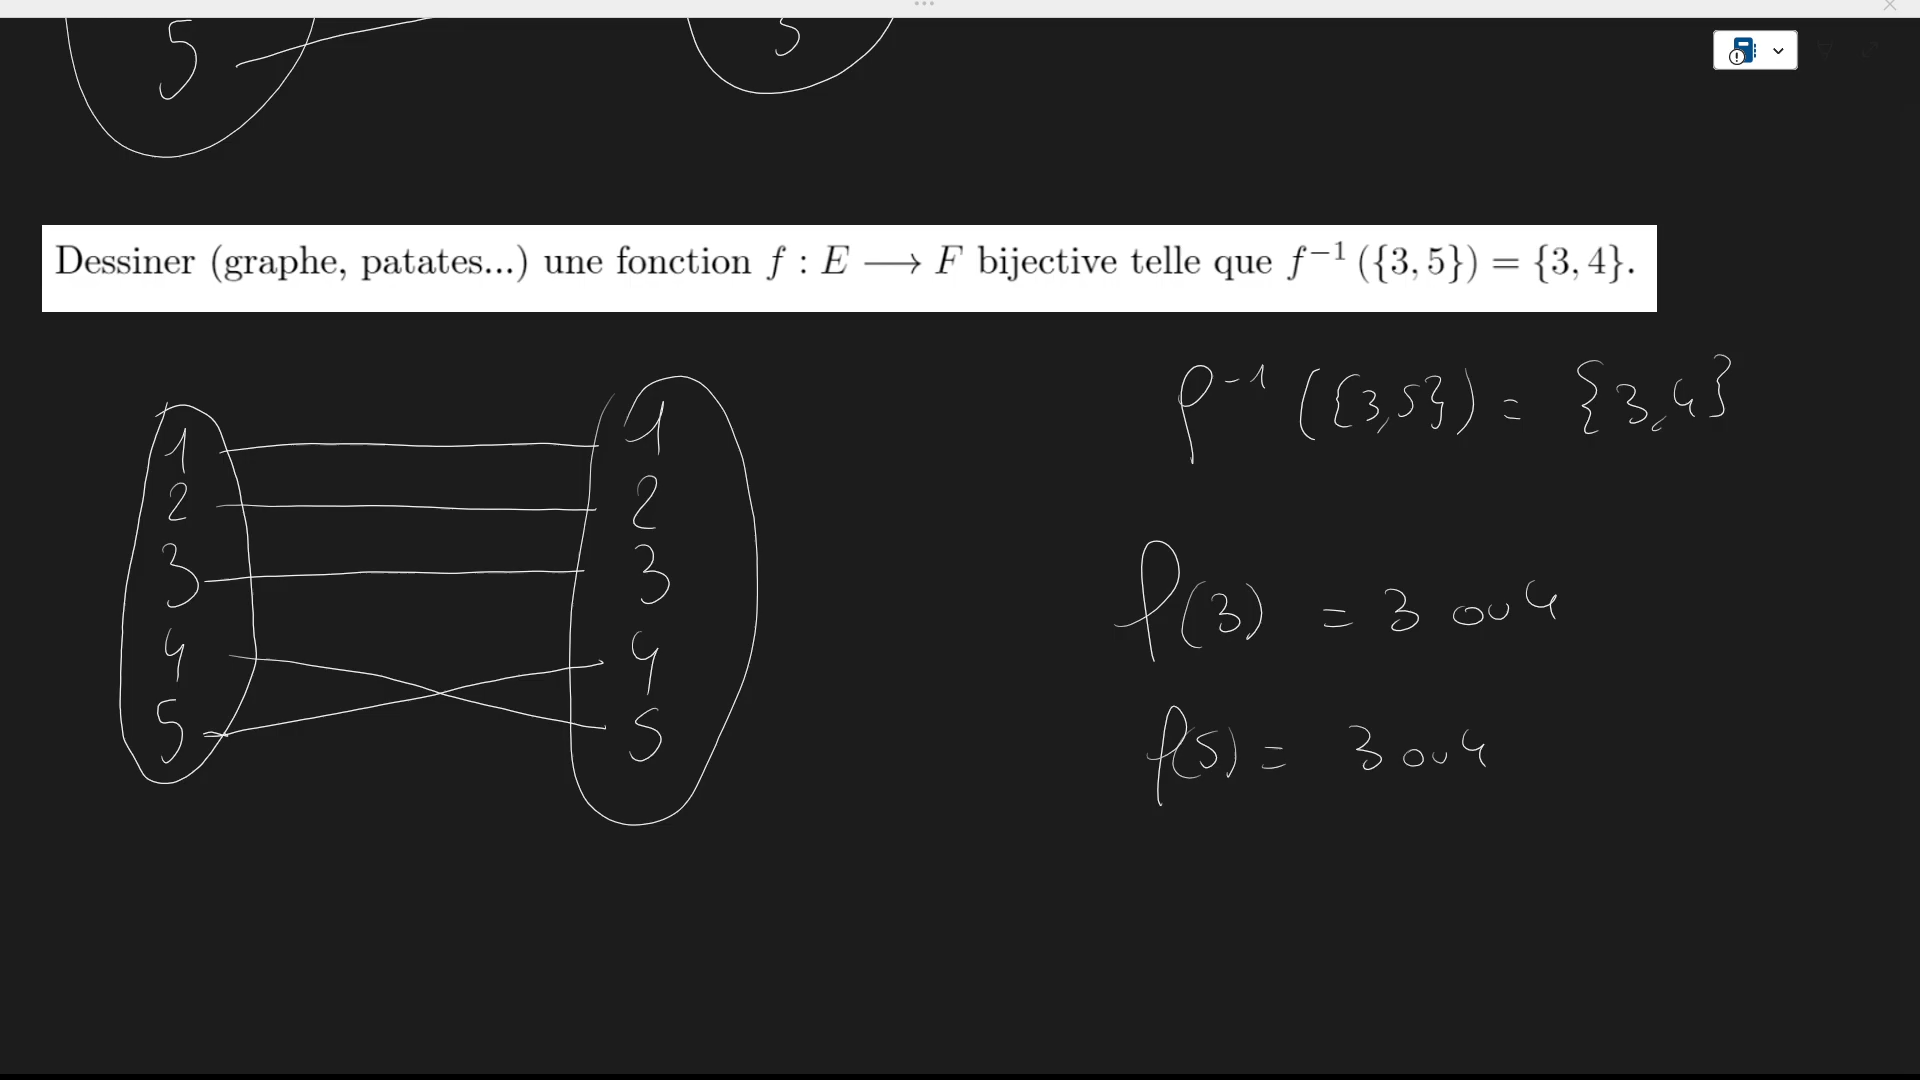 5
5
Dessiner (graphe, patates...) une fonction f : E ⟶ F bijective telle que f⁻¹ ({3, 5}) = {3, 4}.
f⁻¹ ({3,5}) = {3,4}
1 1
2 2
3 3
f(3) = 3 ou 4
4 4
5 5
f(5) = 3 ou 4